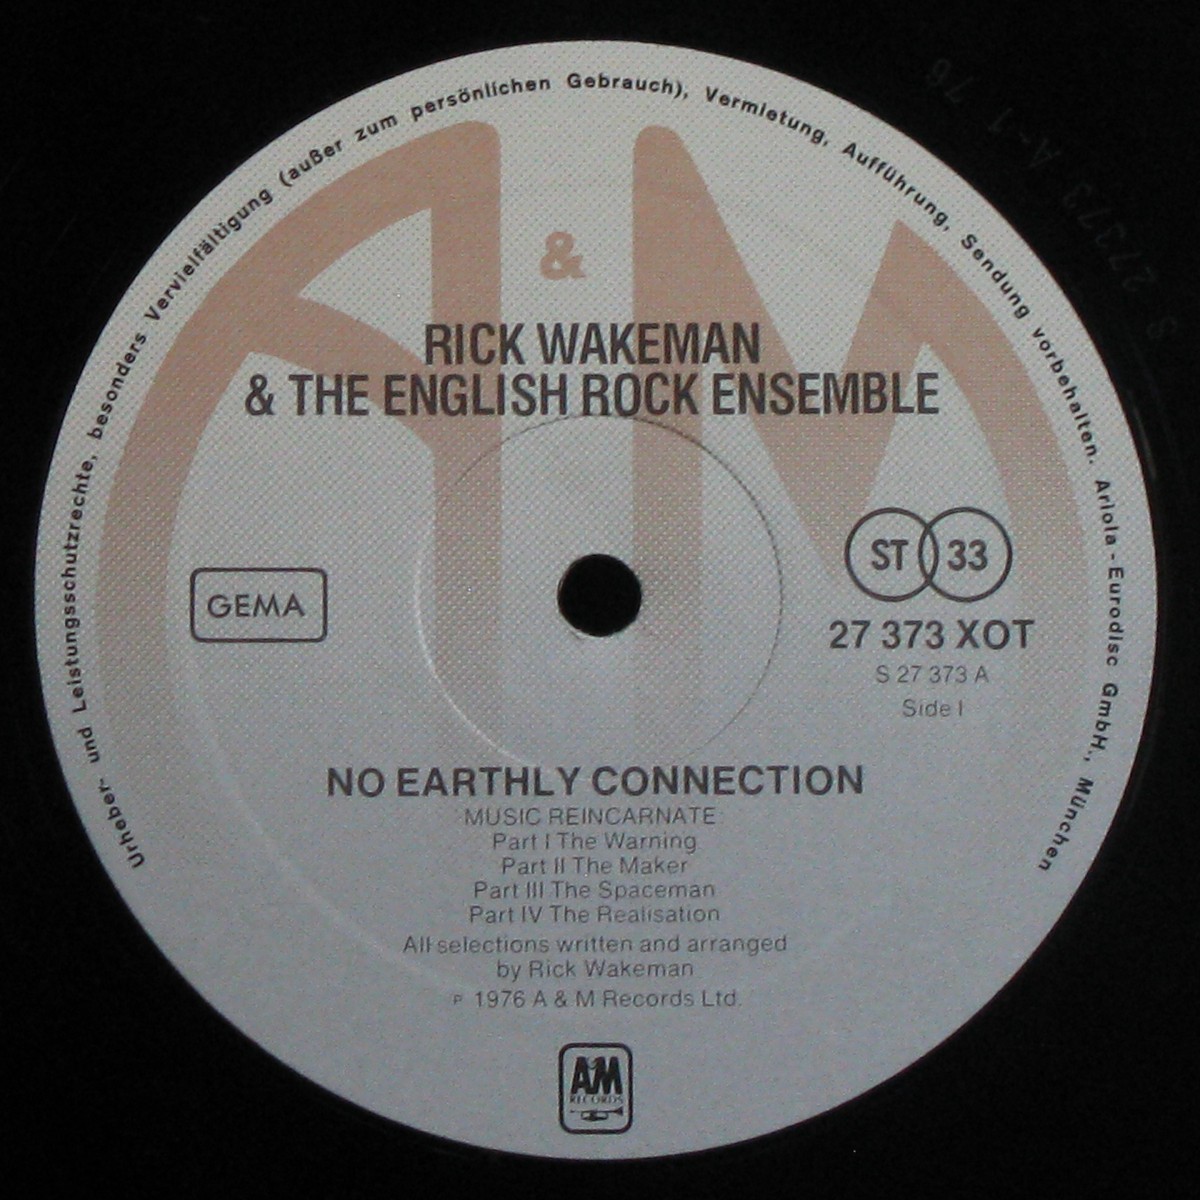 Urheber- und Leistungsschutzrechte, besonders Vervielfältigung (außer zum persönlichen Gebrauch), Vermietung, Aufführung, Sendung vorbehalten. Ariola-Eurodisc GmbH., München
A & M
RICK WAKEMAN
& THE ENGLISH ROCK ENSEMBLE
GEMA
ST 33
27 373 XOT
S 27 373 A
Side I
NO EARTHLY CONNECTION
MUSIC REINCARNATE:
Part I The Warning
Part II The Maker
Part III The Spaceman
Part IV The Realisation
All selections written and arranged
by Rick Wakeman
℗ 1976 A & M Records Ltd.
A&M
RECORDS
S 27373 A-1 76